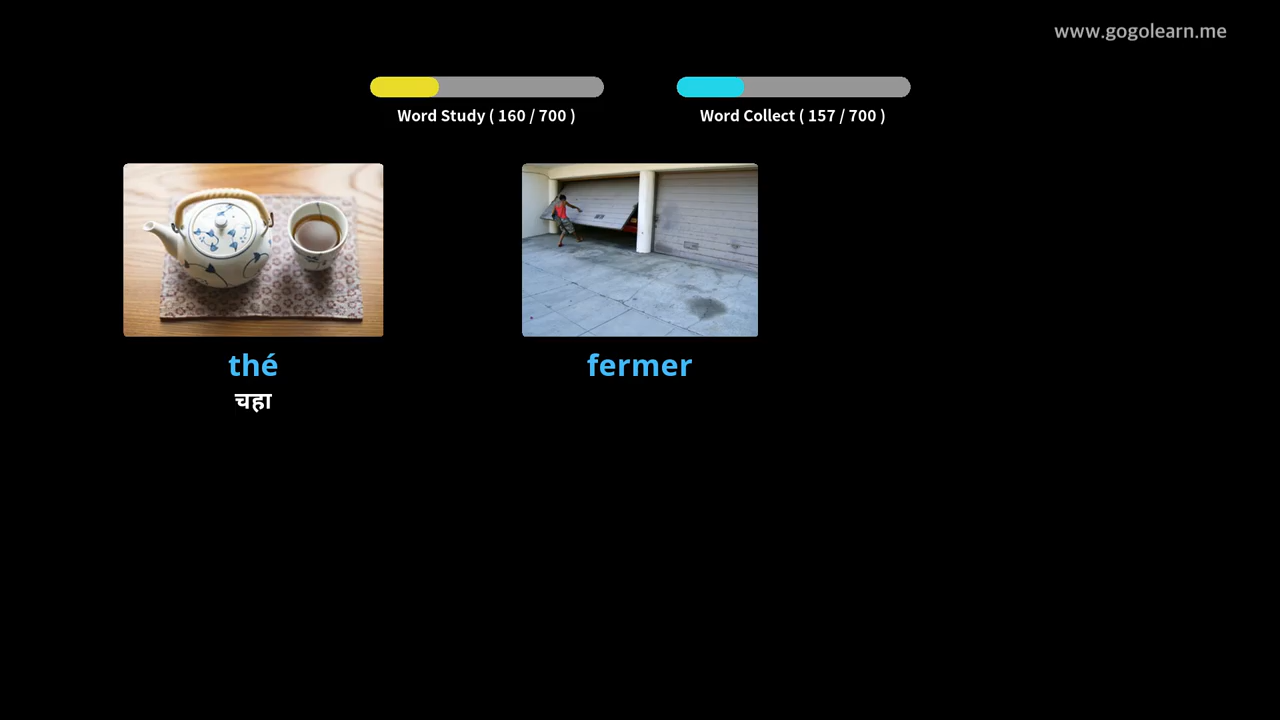 www.gogolearn.me
Word Study ( 160 / 700 )
Word Collect ( 157 / 700 )
thé
चहा
fermer